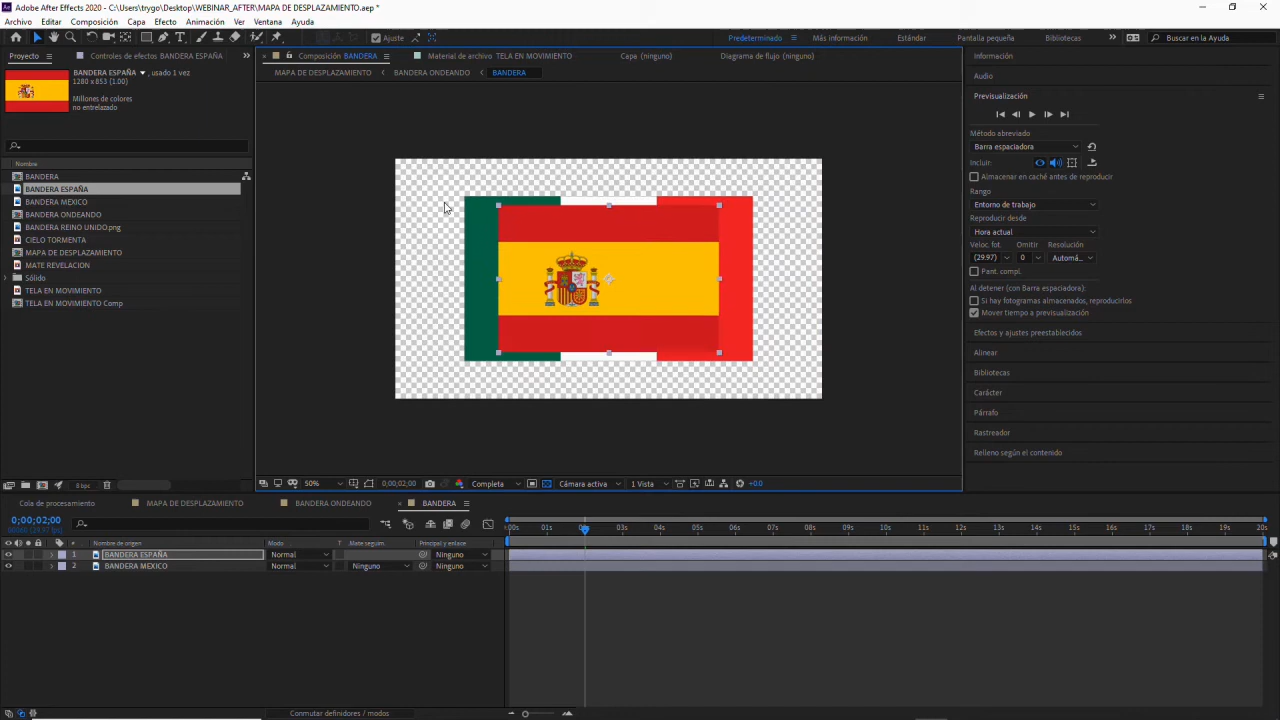 Adobe After Effects 2020 - C:\Users\trygo\Desktop\WEBINAR_AFTER\MAPA DE DESPLAZAMIENTO.aep *
Archivo Editar Composición Capa Efecto Animación Ver Ventana Ayuda
Ajuste Predeterminado Más información Estándar Pantalla pequeña Bibliotecas Buscar en la Ayuda
Proyecto Controles de efectos BANDERA ESPAÑA
Composición BANDERA Material de archivo TELA EN MOVIMIENTO Capa (ninguno) Diagrama de flujo (ninguno)
MAPA DE DESPLAZAMIENTO BANDERA ONDEANDO BANDERA
BANDERA ESPAÑA , usado 1 vez
1280 x 853 (1.00)
Millones de colores
no entrelazado
Nombre
BANDERA
BANDERA ESPAÑA
BANDERA MEXICO
BANDERA ONDEANDO
BANDERA REINO UNIDO.png
CIELO TORMENTA
MAPA DE DESPLAZAMIENTO
MATE REVELACION
Sólido
TELA EN MOVIMIENTO
TELA EN MOVIMIENTO Comp
8 bpc
50% 0;00;02;00 Completa Cámara activa 1 Vista +0.0
Información
Audio
Previsualización
Método abreviado
Barra espaciadora
Incluir:
Almacenar en caché antes de reproducir
Rango
Entorno de trabajo
Reproducir desde
Hora actual
Veloc. fot. Omitir Resolución
(29.97) 0 Automá...
Pant. compl.
Al detener (con Barra espaciadora):
Si hay fotogramas almacenados, reproducirlos
Mover tiempo a previsualización
Efectos y ajustes preestablecidos
Alinear
Bibliotecas
Carácter
Párrafo
Rastreador
Relleno según el contenido
Cola de procesamiento MAPA DE DESPLAZAMIENTO BANDERA ONDEANDO BANDERA
0;00;02;00
# Nombre de origen Modo T Mate seguim. Principal y enlace
1 BANDERA ESPAÑA Normal Ninguno
2 BANDERA MEXICO Normal Ninguno Ninguno
:00s 01s 02s 03s 04s 05s 06s 07s 08s 09s 10s 11s 12s 13s 14s 15s 16s 17s 18s 19s 20s
Conmutar definidores / modos